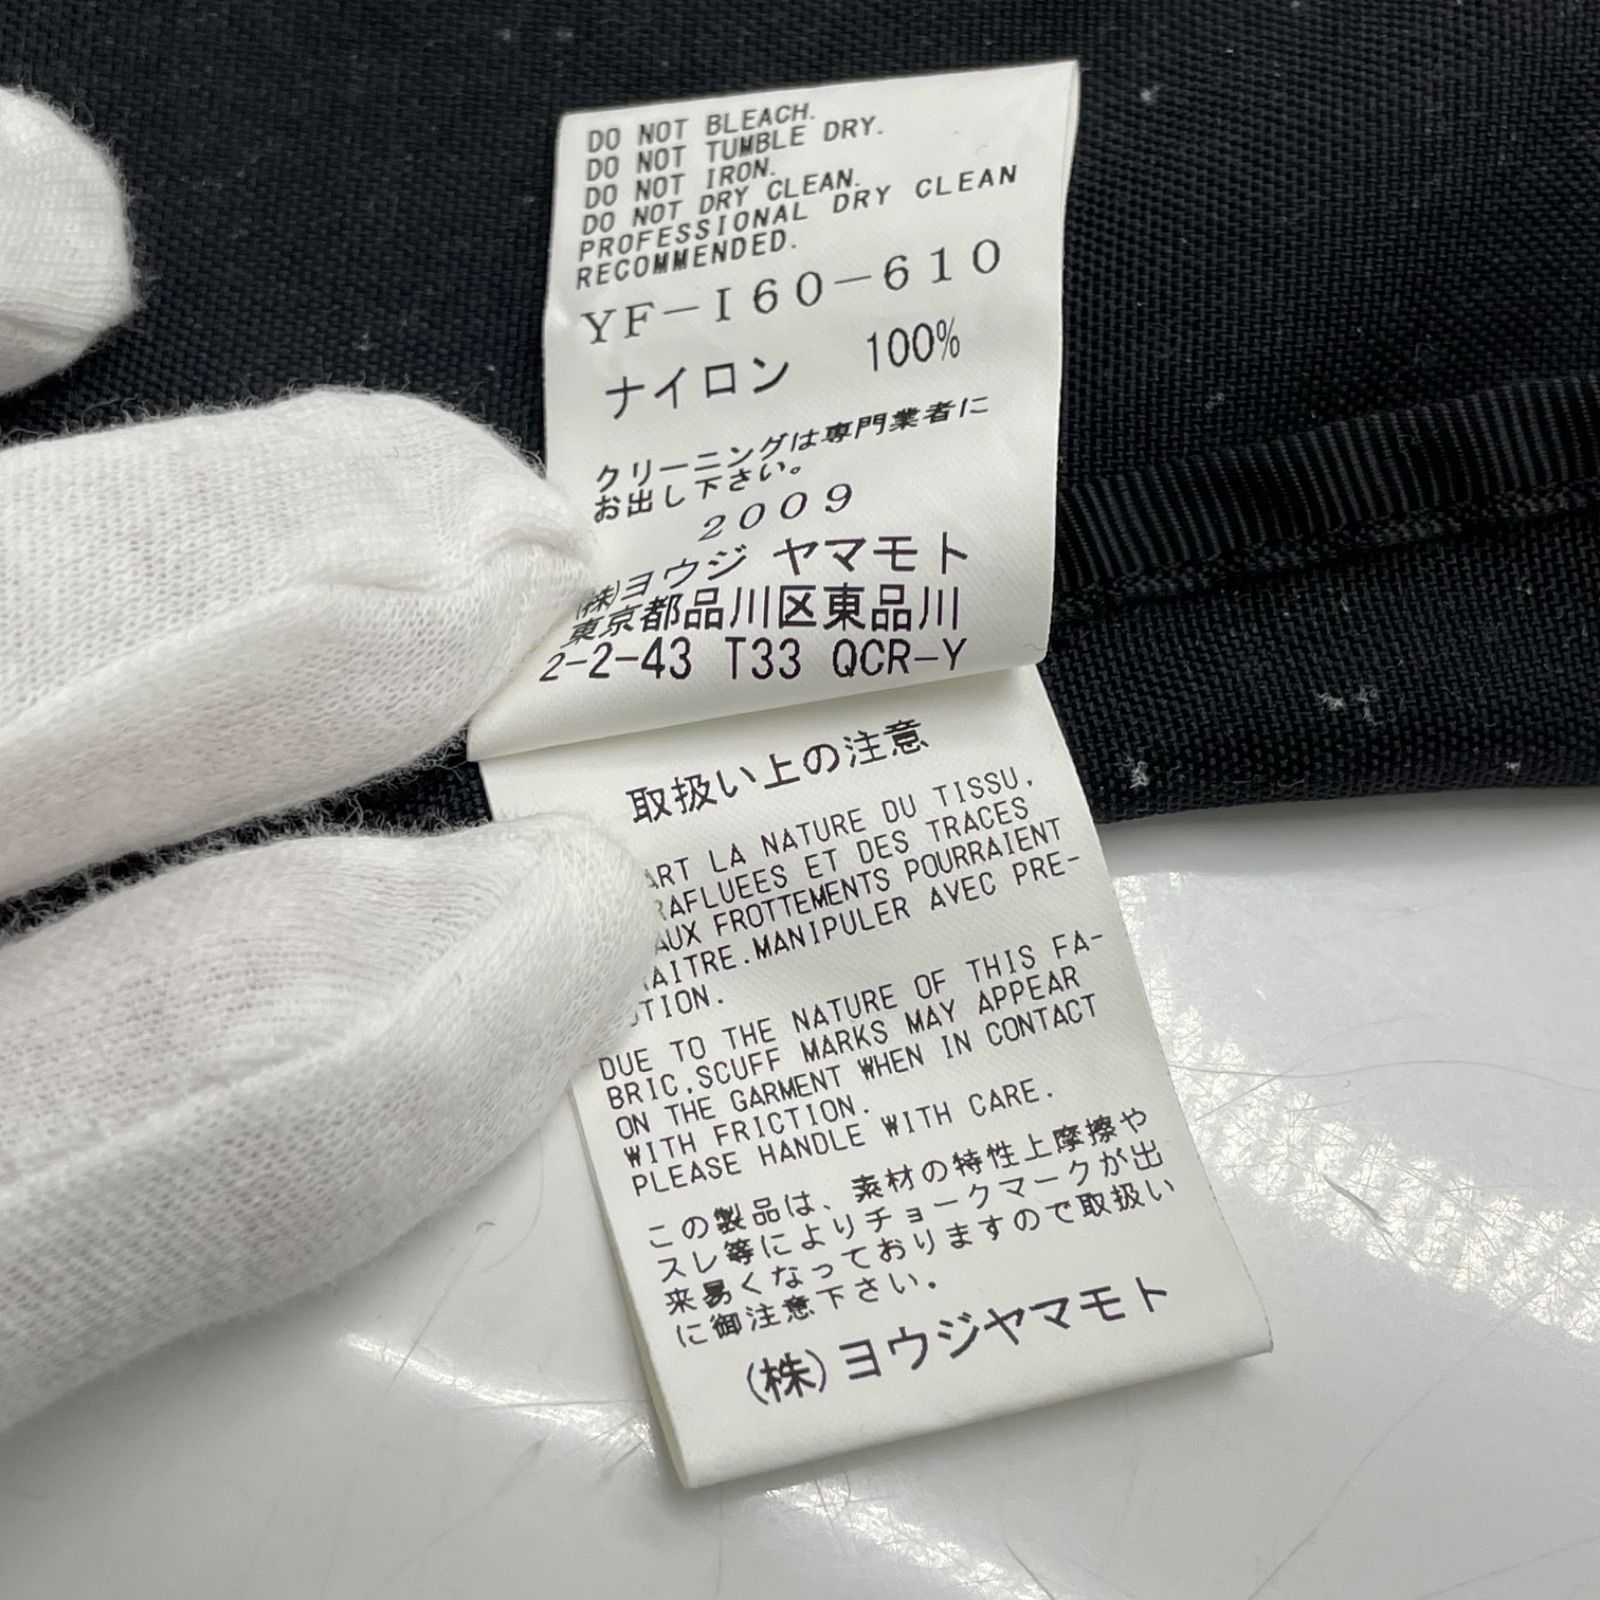 DO NOT BLEACH.
DO NOT TUMBLE DRY.
DO NOT IRON.
DO NOT DRY CLEAN.
PROFESSIONAL DRY CLEAN
RECOMMENDED.
YF-I60-610
ナイロン 100%
クリーニングは専門業者に
お出し下さい。
2009
(株)ヨウジ ヤマモト
東京都品川区東品川
2-2-43 T33 QCR-Y
取扱い上の注意
LA NATURE DU TISSU,
ET DES TRACES
AUX FROTTEMENTS POURRAIENT
MANIPULER AVEC PRE-
DUE TO THE NATURE OF THIS FA-
BRIC,SCUFF MARKS MAY APPEAR
ON THE GARMENT WHEN IN CONTACT
WITH FRICTION.
PLEASE HANDLE WITH CARE.
この製品は、素材の特性上摩擦や
スレ等によりチョークマークが出
来易くなっておりますので取扱い
に御注意下さい。
(株)ヨウジヤマモト